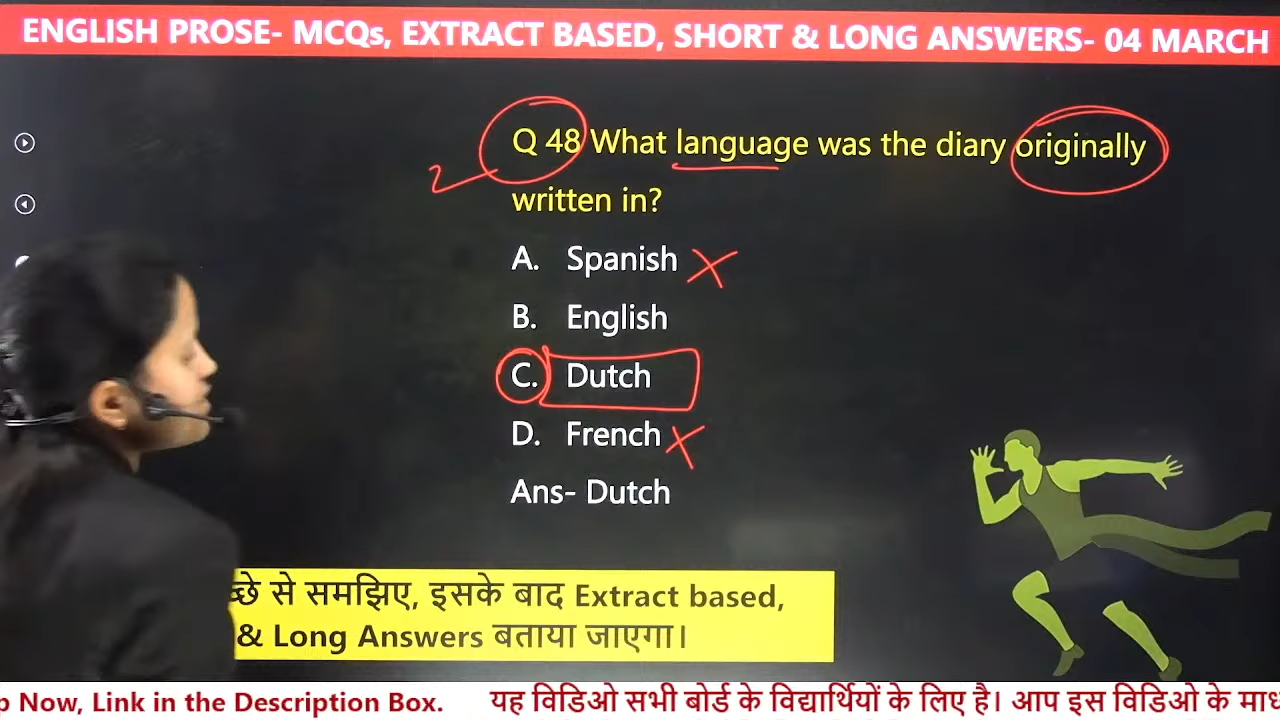 ENGLISH PROSE- MCQs, EXTRACT BASED, SHORT & LONG ANSWERS- 04 MARCH
Q 48 What language was the diary originally
written in?
A. Spanish
B. English
C. Dutch
D. French
Ans- Dutch
से समझिए, इसके बाद Extract based,
& Long Answers बताया जाएगा।
Now, Link in the Description Box. यह विडिओ सभी बोर्ड के विद्यार्थियों के लिए है। आप इस विडिओ के